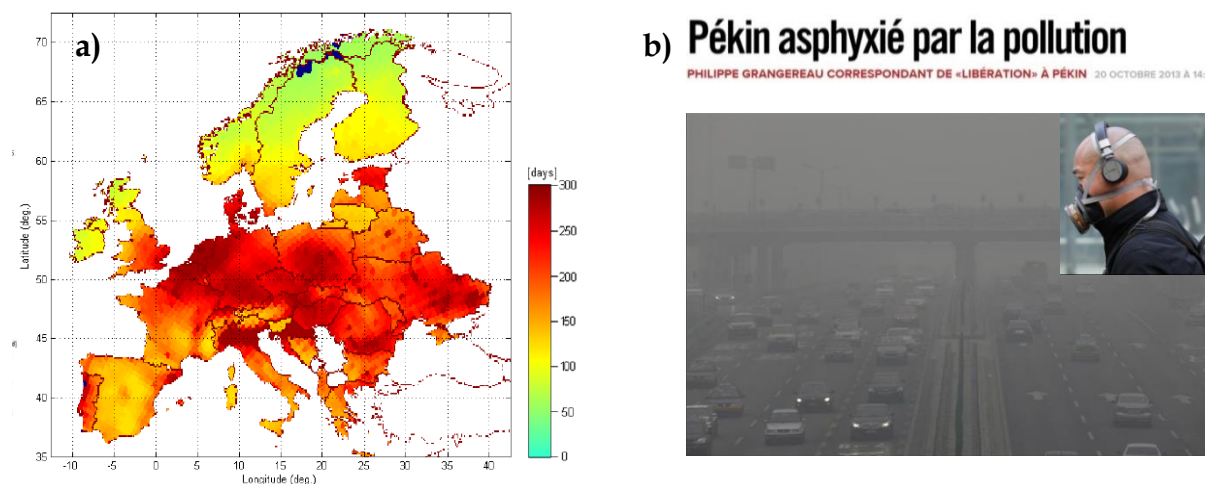 a)
[days]
300
250
200
150
100
50
0
70
65
60
55
50
45
40
35
Latitude (deg.)
-10 -5 0 5 10 15 20 25 30 35 40
Longitude (deg.)
b) Pékin asphyxié par la pollution
PHILIPPE GRANGEREAU CORRESPONDANT DE «LIBÉRATION» À PÉKIN 20 OCTOBRE 2013 À 14: